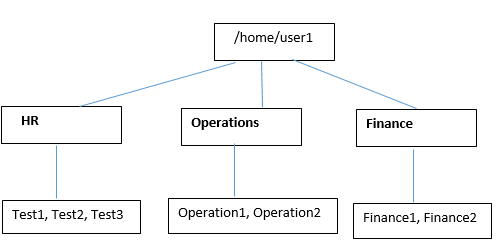 /home/user1
HR
Operations
Finance
Test1, Test2, Test3
Operation1, Operation2
Finance1, Finance2